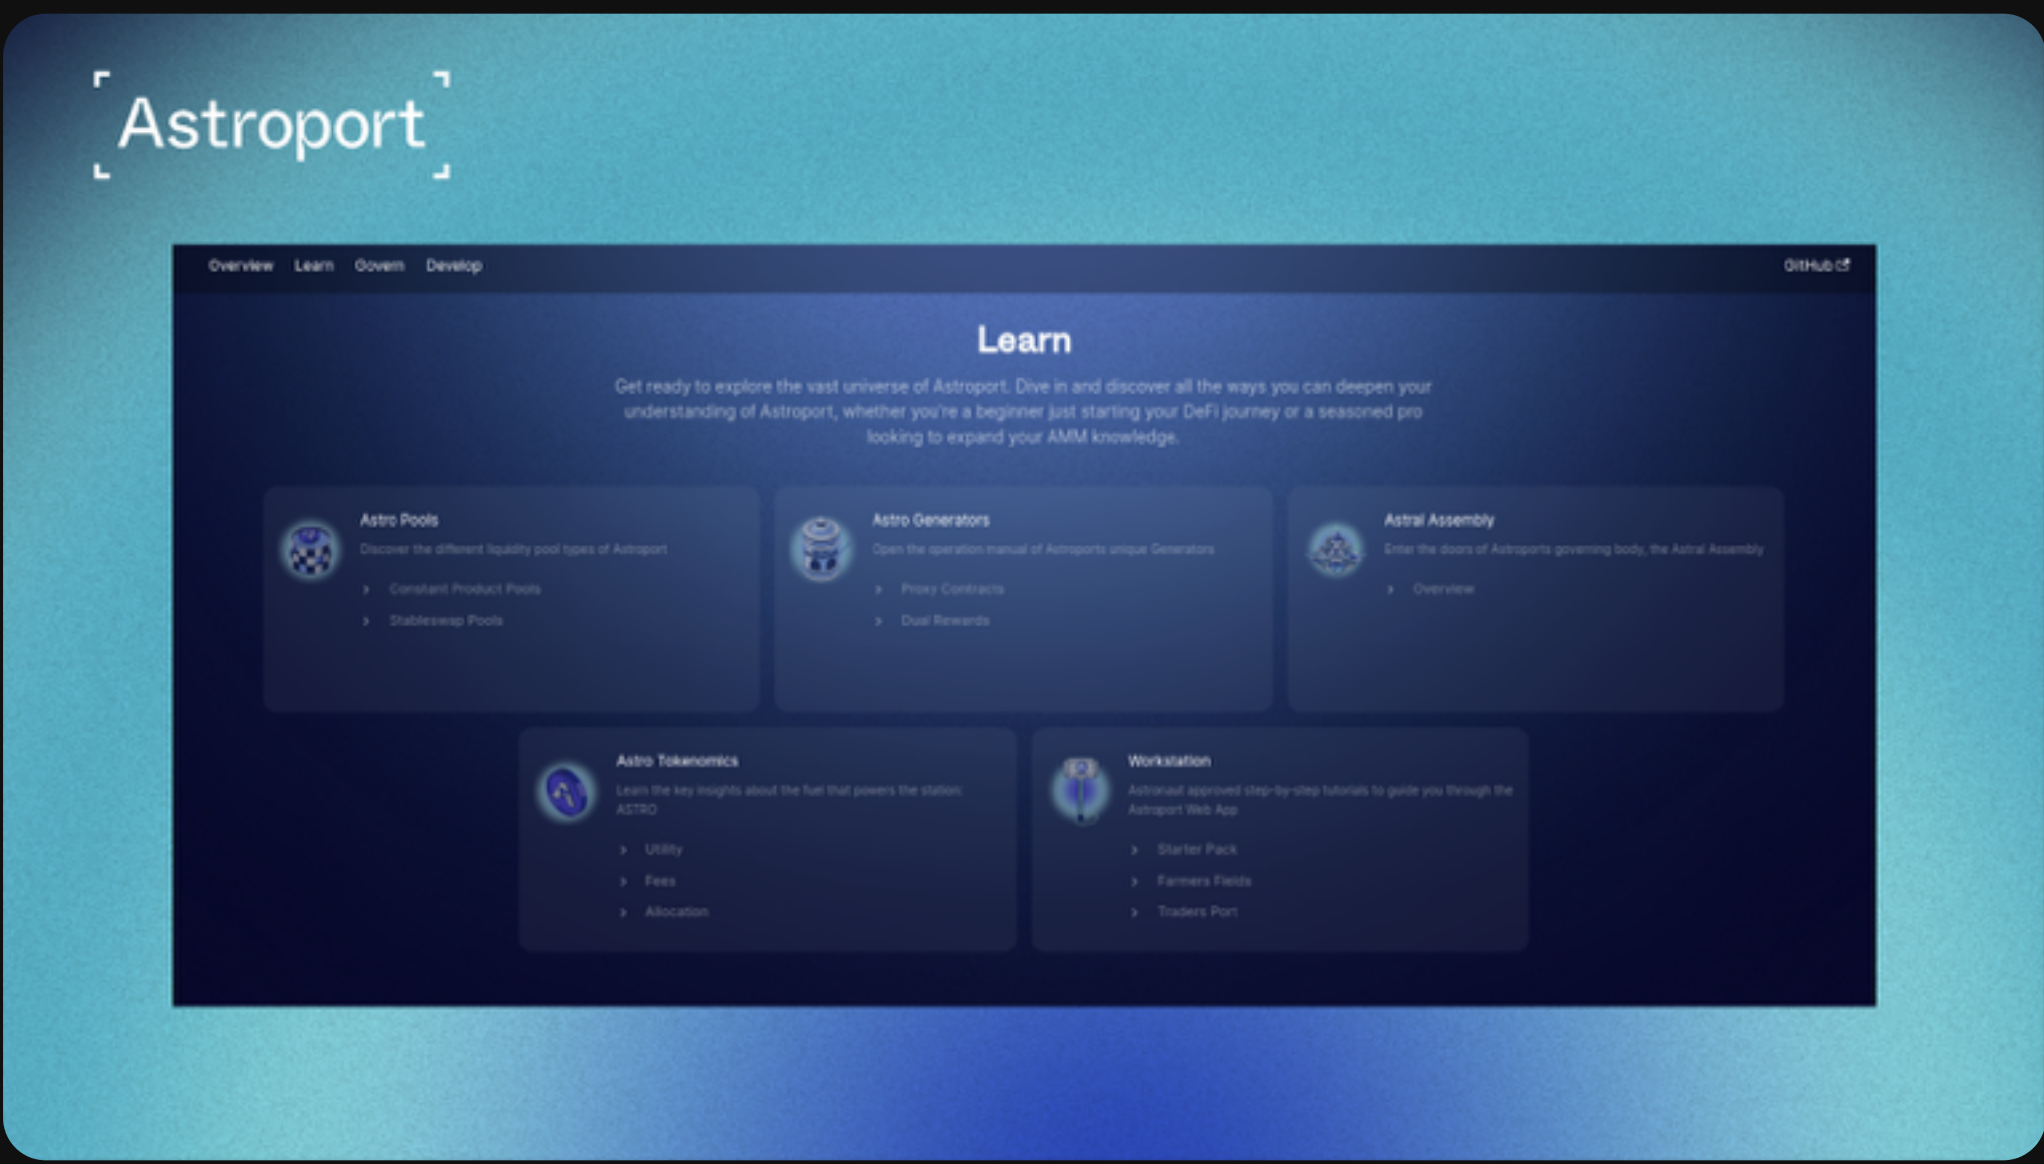 Astroport
Overview Learn Govern Develop GitHub
Learn
Get ready to explore the vast universe of Astroport. Dive in and discover all the ways you can deepen your
understanding of Astroport, whether you're a beginner just starting your DeFi journey or a seasoned pro
looking to expand your AMM knowledge.
Astro Pools
Discover the different liquidity pool types of Astroport
Constant Product Pools
Stableswap Pools
Astro Generators
Open the operation manual of Astroports unique Generators
Proxy Contracts
Dual Rewards
Astral Assembly
Enter the doors of Astroports governing body, the Astral Assembly
Overview
Astro Tokenomics
Learn the key insights about the fuel that powers the station:
ASTRO
Utility
Fees
Allocation
Workstation
Astronaut approved step-by-step tutorials to guide you through the
Astroport Web App
Starter Pack
Farmers Fields
Traders Port